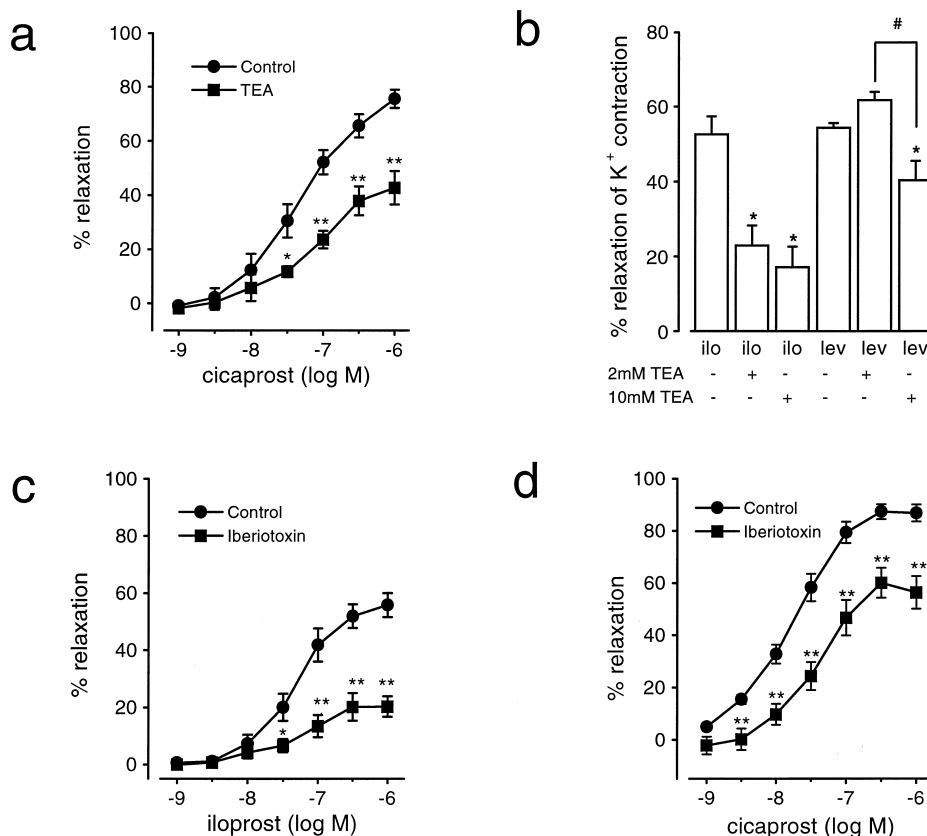 a
100
80
60
40
20
0
% relaxation
Control
TEA
*
**
**
**
-9 -8 -7 -6
cicaprost (log M)
b
80
60
40
20
0
% relaxation of K+ contraction
#
*
*
*
ilo ilo ilo lev lev lev
2mM TEA - + - - + -
10mM TEA - - + - - +
c
100
80
60
40
20
0
% relaxation
Control
Iberiotoxin
*
**
**
**
-9 -8 -7 -6
iloprost (log M)
d
100
80
60
40
20
0
% relaxation
Control
Iberiotoxin
**
**
**
**
**
**
-9 -8 -7 -6
cicaprost (log M)